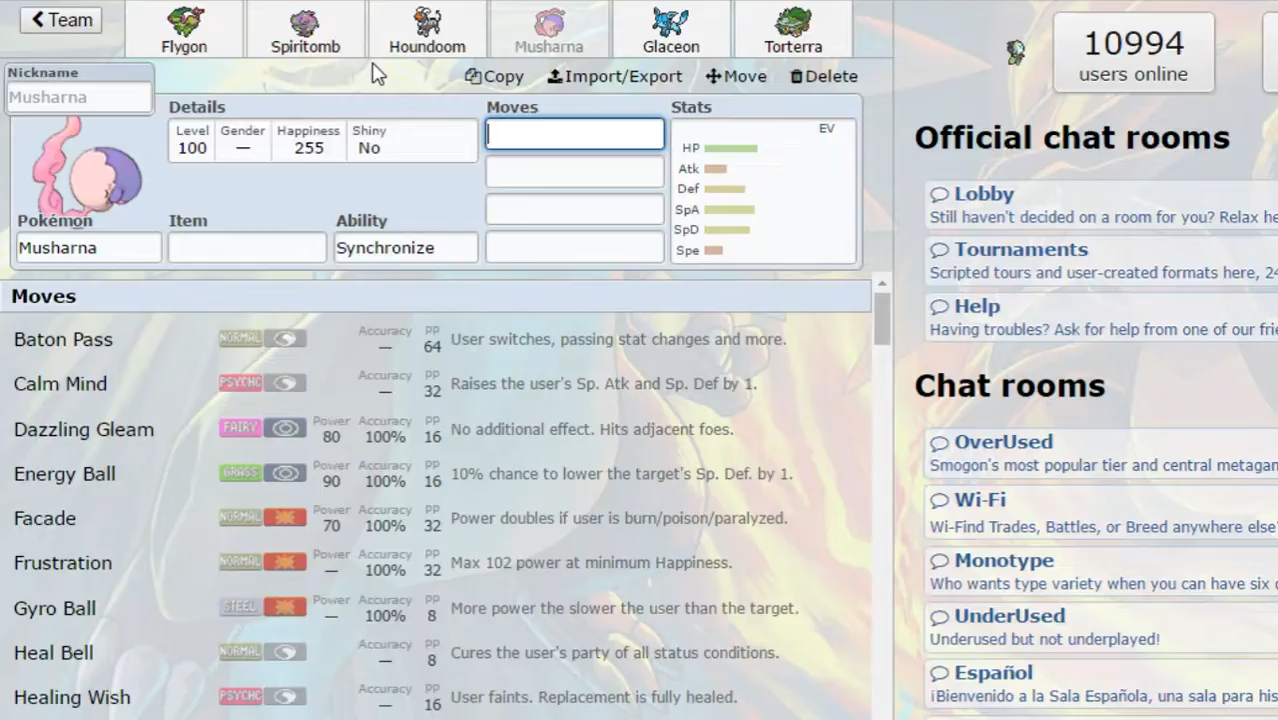 Team
Flygon
Spiritomb
Houndoom
Musharna
Glaceon
Torterra
Nickname
Musharna
Copy
Import/Export
Move
Delete
Details
Level
100
Gender
—
Happiness
255
Shiny
No
Pokémon
Musharna
Item
Ability
Synchronize
Moves
Stats
EV
HP
Atk
Def
SpA
SpD
Spe
Moves
Baton Pass NORMAL Accuracy — PP 64 User switches, passing stat changes and more.
Calm Mind PSYCHC Accuracy — PP 32 Raises the user's Sp. Atk and Sp. Def by 1.
Dazzling Gleam FAIRY Power 80 Accuracy 100% PP 16 No additional effect. Hits adjacent foes.
Energy Ball GRASS Power 90 Accuracy 100% PP 16 10% chance to lower the target's Sp. Def. by 1.
Facade NORMAL Power 70 Accuracy 100% PP 32 Power doubles if user is burn/poison/paralyzed.
Frustration NORMAL Power — Accuracy 100% PP 32 Max 102 power at minimum Happiness.
Gyro Ball STEEL Power — Accuracy 100% PP 8 More power the slower the user than the target.
Heal Bell NORMAL Accuracy — PP 8 Cures the user's party of all status conditions.
Healing Wish PSYCHC Accuracy — PP 16 User faints. Replacement is fully healed.
10994
users online
Official chat rooms
Lobby
Still haven't decided on a room for you? Relax he
Tournaments
Scripted tours and user-created formats here, 24
Help
Having troubles? Ask for help from one of our frie
Chat rooms
OverUsed
Smogon's most popular tier and central metagam
Wi-Fi
Wi-Find Trades, Battles, or Breed anywhere else'
Monotype
Who wants type variety when you can have six o
UnderUsed
Underused but not underplayed!
Español
¡Bienvenido a la Sala Española, una sala para his